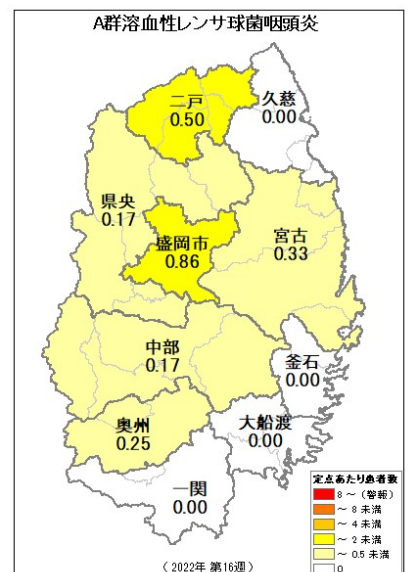 A群溶血性レンサ球菌咽頭炎
二戸
0.50
久慈
0.00
県央
0.17
盛岡市
0.86
宮古
0.33
中部
0.17
釜石
0.00
奥州
0.25
大船渡
0.00
一関
0.00
定点あたり患者数
8～（警報）
～ 8 未満
～ 4 未満
～ 2 未満
～ 0.5 未満
0
（2022年 第16週）